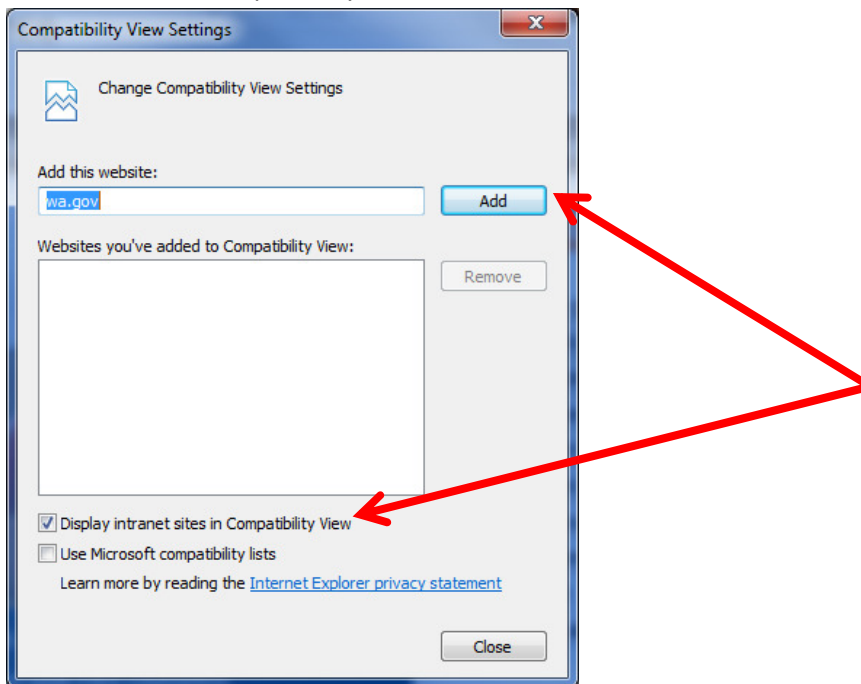 Compatibility View Settings
Change Compatibility View Settings
Add this website:
wa.gov
Add
Websites you've added to Compatibility View:
Remove
Display intranet sites in Compatibility View
Use Microsoft compatibility lists
Learn more by reading the Internet Explorer privacy statement
Close